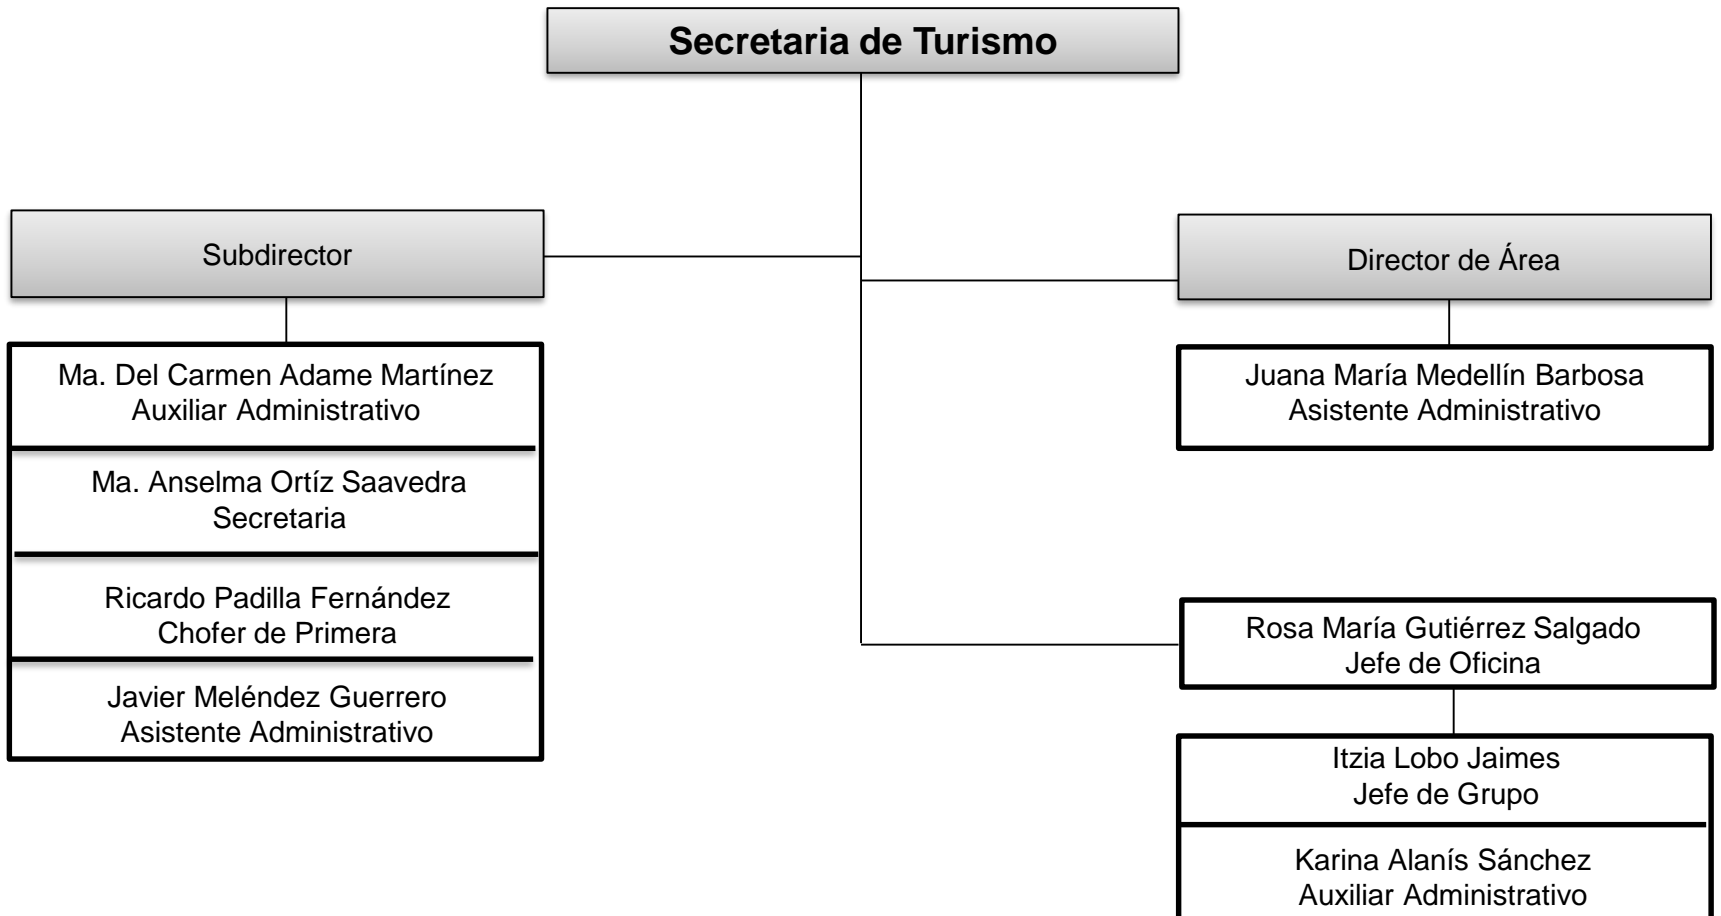 Secretaria de Turismo
Subdirector
Director de Área
Ma. Del Carmen Adame Martínez
Auxiliar Administrativo
Ma. Anselma Ortíz Saavedra
Secretaria
Ricardo Padilla Fernández
Chofer de Primera
Javier Meléndez Guerrero
Asistente Administrativo
Juana María Medellín Barbosa
Asistente Administrativo
Rosa María Gutiérrez Salgado
Jefe de Oficina
Itzia Lobo Jaimes
Jefe de Grupo
Karina Alanís Sánchez
Auxiliar Administrativo